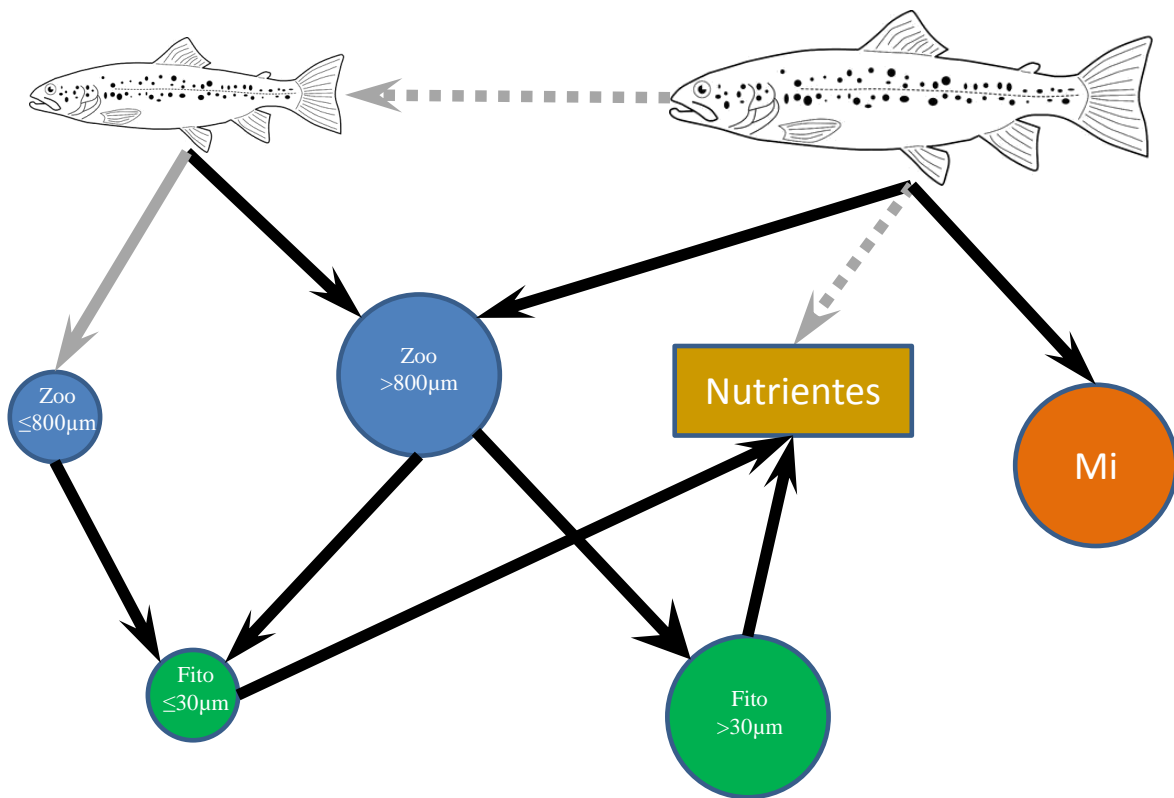 Zoo
>800µm
Zoo
≤800µm
Nutrientes
Mi
Fito
≤30µm
Fito
>30µm